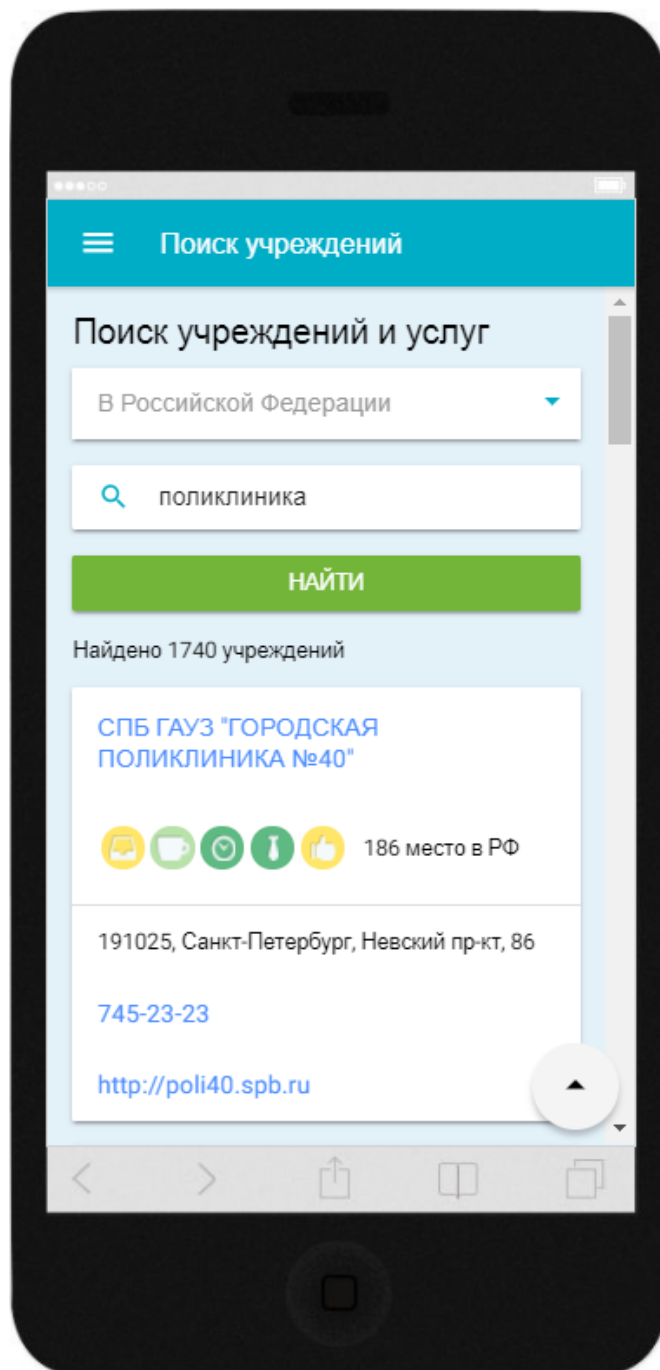 Поиск учреждений
Поиск учреждений и услуг
В Российской Федерации
поликлиника
НАЙТИ
Найдено 1740 учреждений
СПБ ГАУЗ "ГОРОДСКАЯ
ПОЛИКЛИНИКА №40"
186 место в РФ
191025, Санкт-Петербург, Невский пр-кт, 86
745-23-23
http://poli40.spb.ru